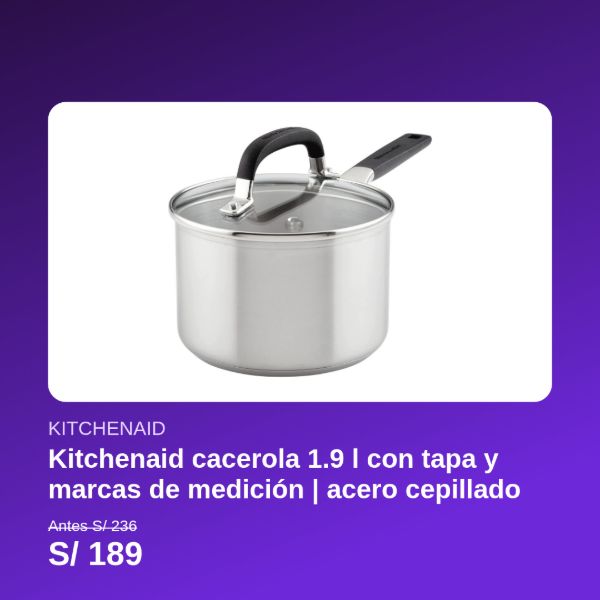 KITCHENAID
Kitchenaid cacerola 1.9 l con tapa y
marcas de medición | acero cepillado
Antes S/ 236
S/ 189